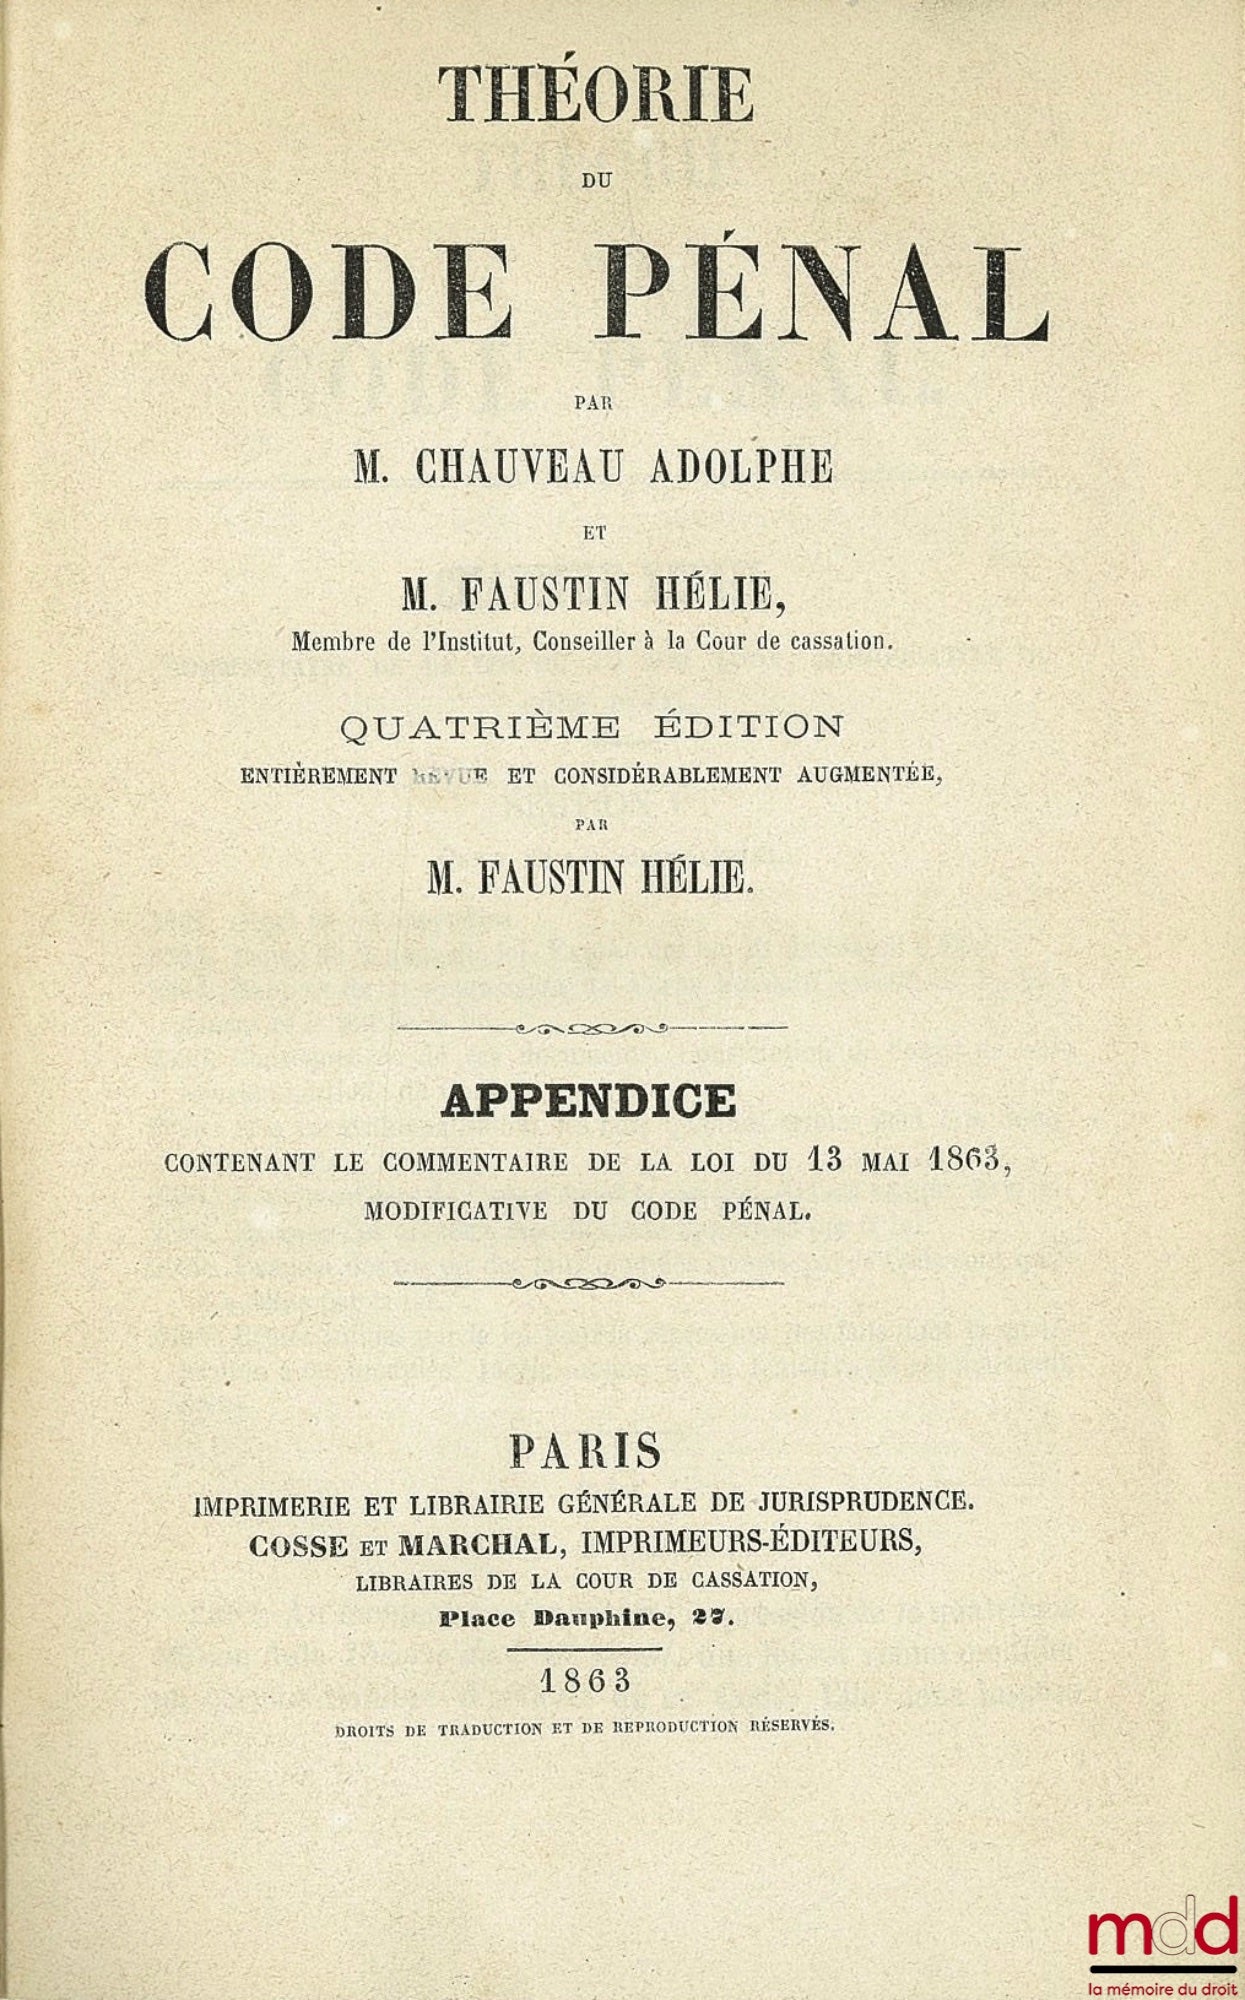 THÉORIE
DU
CODE PÉNAL
PAR
M. CHAUVEAU ADOLPHE
ET
M. FAUSTIN HÉLIE,
Membre de l'Institut, Conseiller à la Cour de cassation.
QUATRIÈME ÉDITION
ENTIÈREMENT REVUE ET CONSIDÉRABLEMENT AUGMENTÉE,
PAR
M. FAUSTIN HÉLIE.
APPENDICE
CONTENANT LE COMMENTAIRE DE LA LOI DU 13 MAI 1863,
MODIFICATIVE DU CODE PÉNAL.
PARIS
IMPRIMERIE ET LIBRAIRIE GÉNÉRALE DE JURISPRUDENCE.
COSSE ET MARCHAL, IMPRIMEURS-ÉDITEURS,
LIBRAIRES DE LA COUR DE CASSATION,
Place Dauphine, 27.
1863
DROITS DE TRADUCTION ET DE REPRODUCTION RÉSERVÉS.
mdd
la mémoire du droit